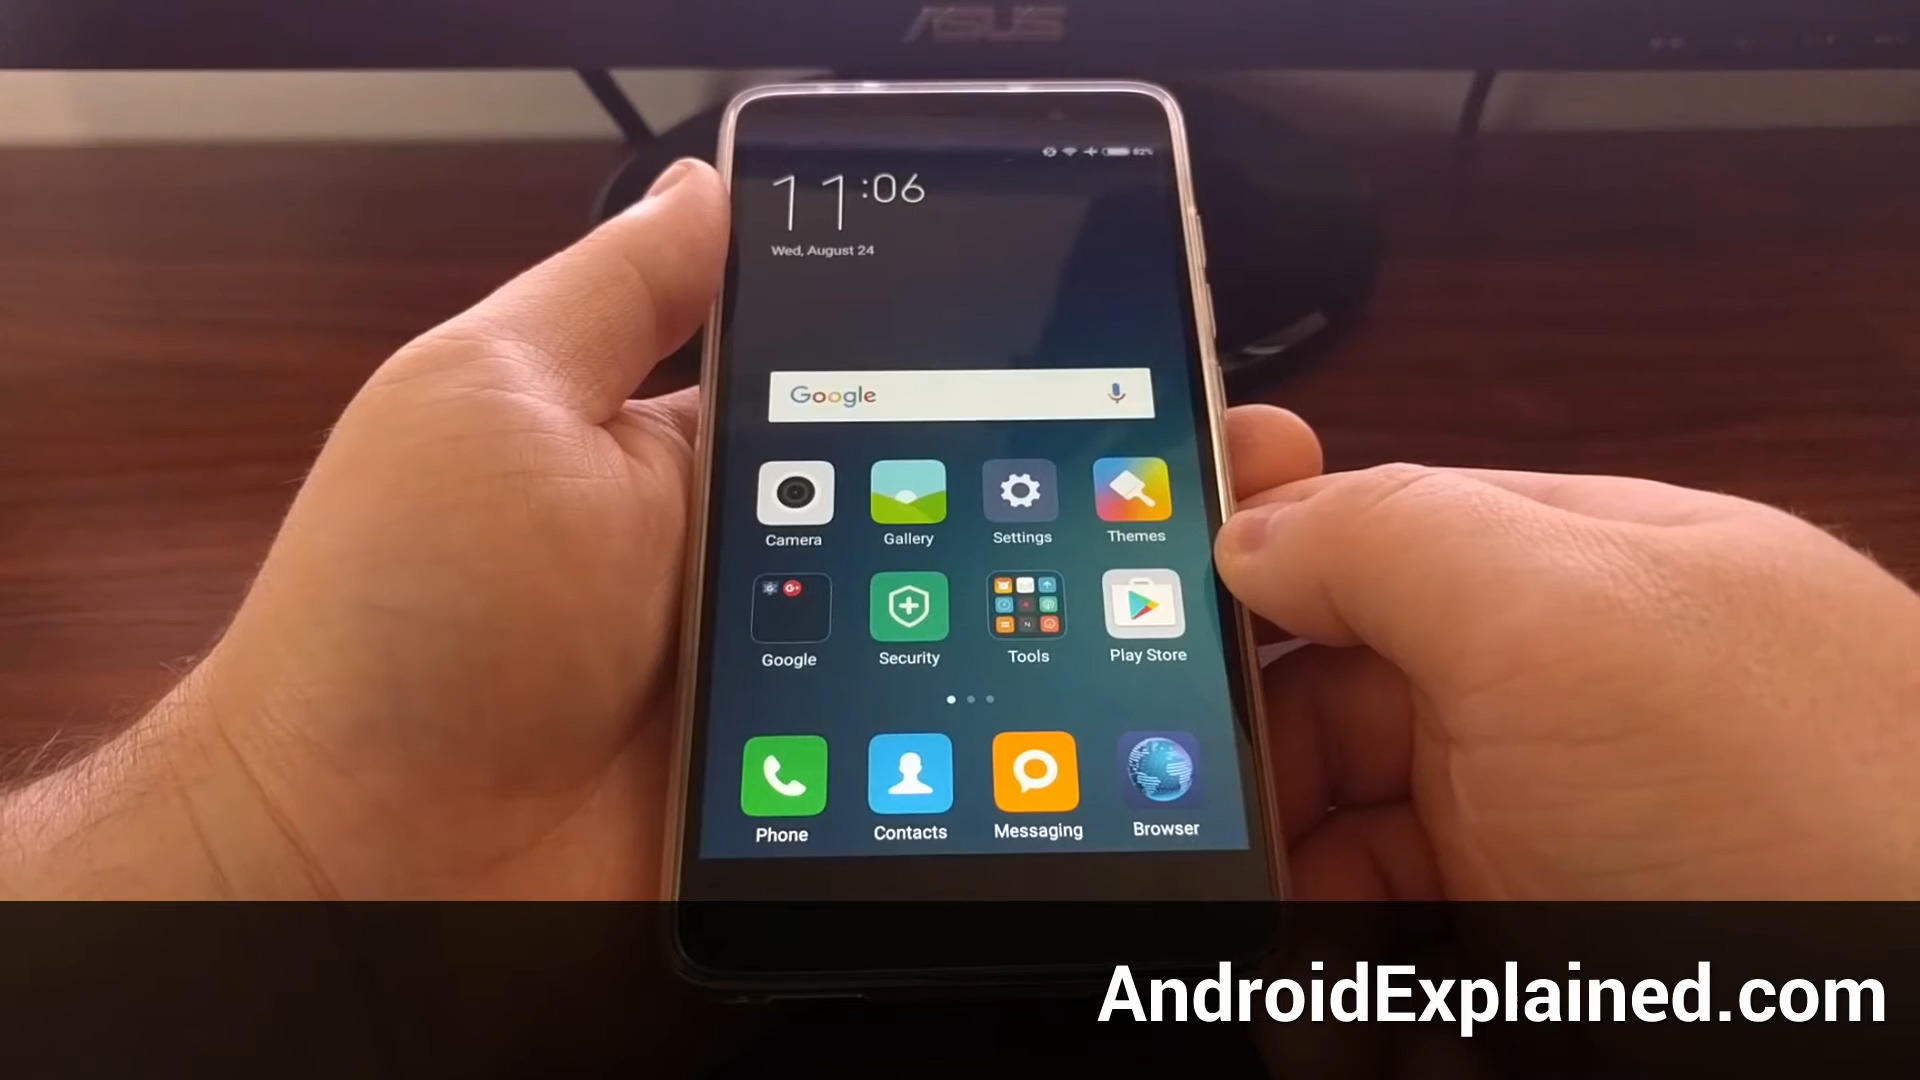 ASUS
82%
11:06
Wed, August 24
Google
Camera
Gallery
Settings
Themes
G+
Google
Security
Tools
Play Store
Phone
Contacts
Messaging
Browser
AndroidExplained.com